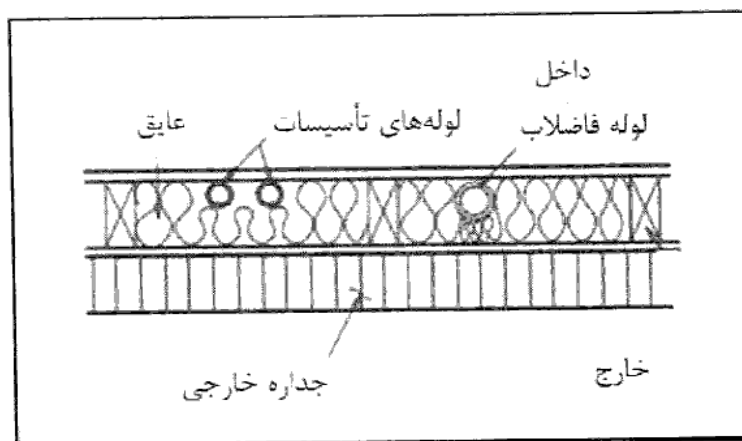 داخل
لوله فاضلاب
لوله‌های تأسیسات
عایق
جداره خارجی
خارج